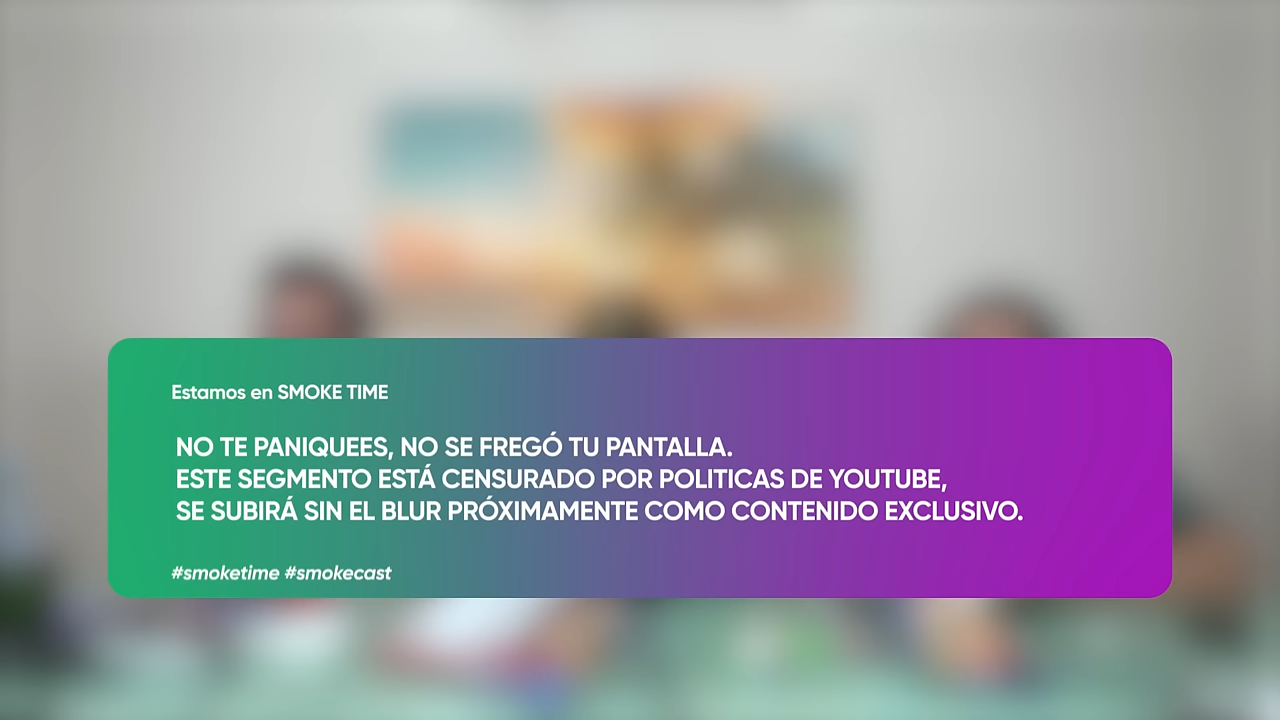 Estamos en SMOKE TIME
NO TE PANIQUEES, NO SE FREGÓ TU PANTALLA.
ESTE SEGMENTO ESTÁ CENSURADO POR POLITICAS DE YOUTUBE,
SE SUBIRÁ SIN EL BLUR PRÓXIMAMENTE COMO CONTENIDO EXCLUSIVO.
#smoketime #smokecast